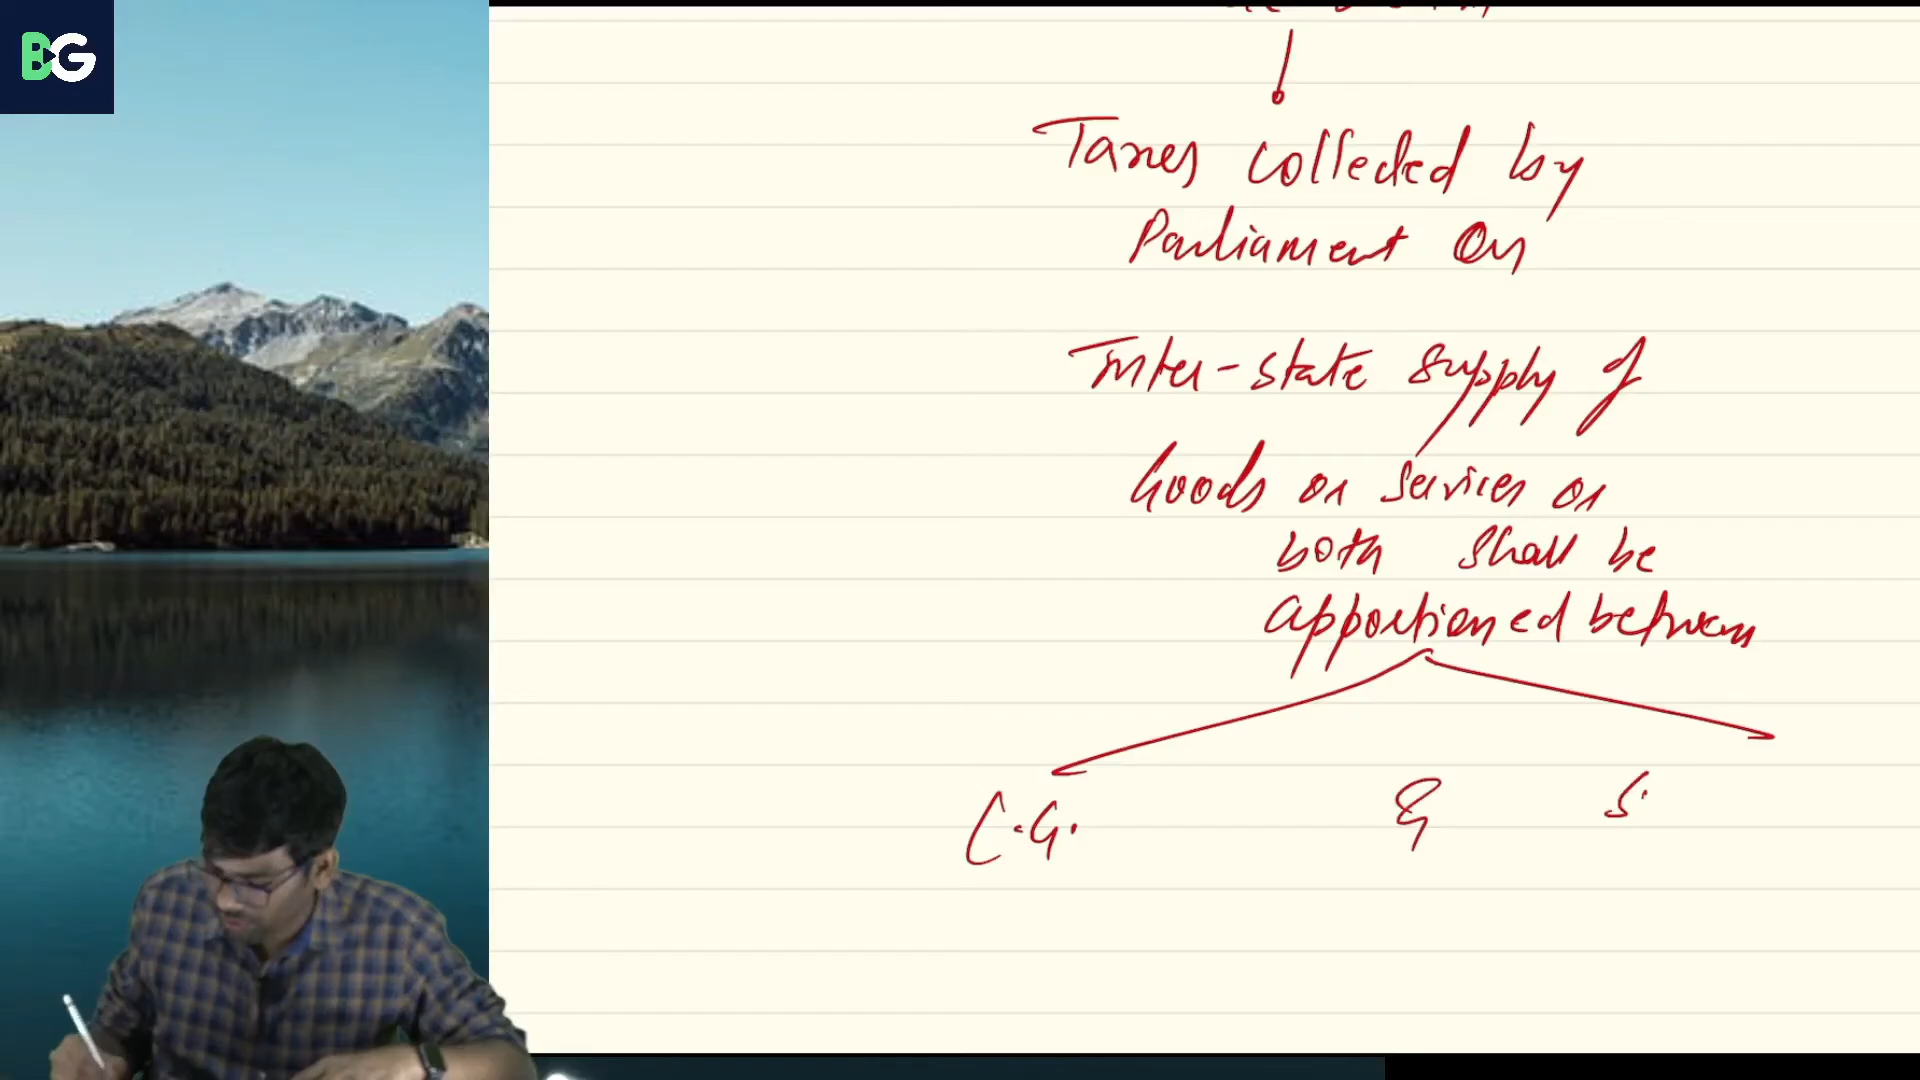 BG
Taxes collected by
Parliament on
Inter-state supply of
Goods or services or
both shall be
apportioned between
C.G. & S.